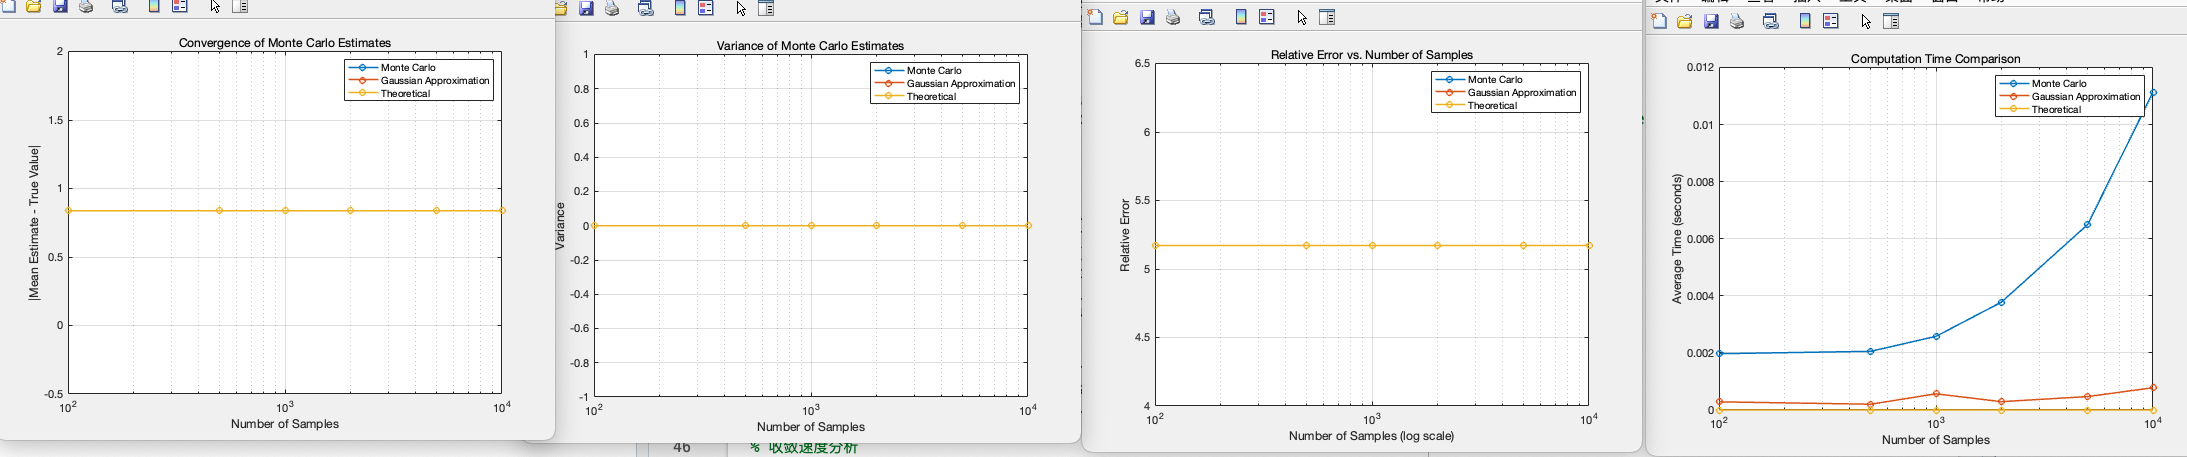 Convergence of Monte Carlo Estimates
Monte Carlo
Gaussian Approximation
Theoretical
2
1.5
1
0.5
0
-0.5
|Mean Estimate - True Value|
10^2
10^3
10^4
Number of Samples
Variance of Monte Carlo Estimates
Monte Carlo
Gaussian Approximation
Theoretical
1
0.8
0.6
0.4
0.2
0
-0.2
-0.4
-0.6
-0.8
-1
Variance
10^2
10^3
10^4
Number of Samples
Relative Error vs. Number of Samples
Monte Carlo
Gaussian Approximation
Theoretical
6.5
6
5.5
5
4.5
4
Relative Error
10^2
10^3
10^4
Number of Samples (log scale)
Computation Time Comparison
Monte Carlo
Gaussian Approximation
Theoretical
0.012
0.01
0.008
0.006
0.004
0.002
0
Average Time (seconds)
10^2
10^3
10^4
Number of Samples
46 % 收敛速度分析